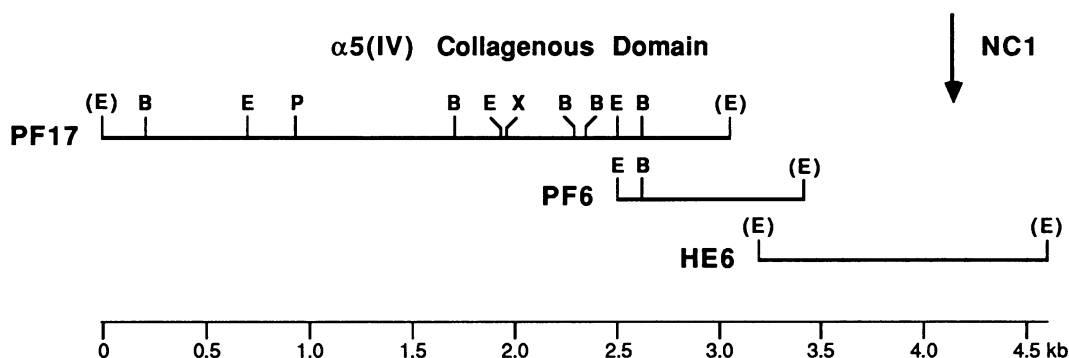 α5(IV) Collagenous Domain
NC1
(E) B E P B E X B B E B (E)
PF17
E B (E)
PF6
(E) (E)
HE6
0 0.5 1.0 1.5 2.0 2.5 3.0 3.5 4.0 4.5 kb